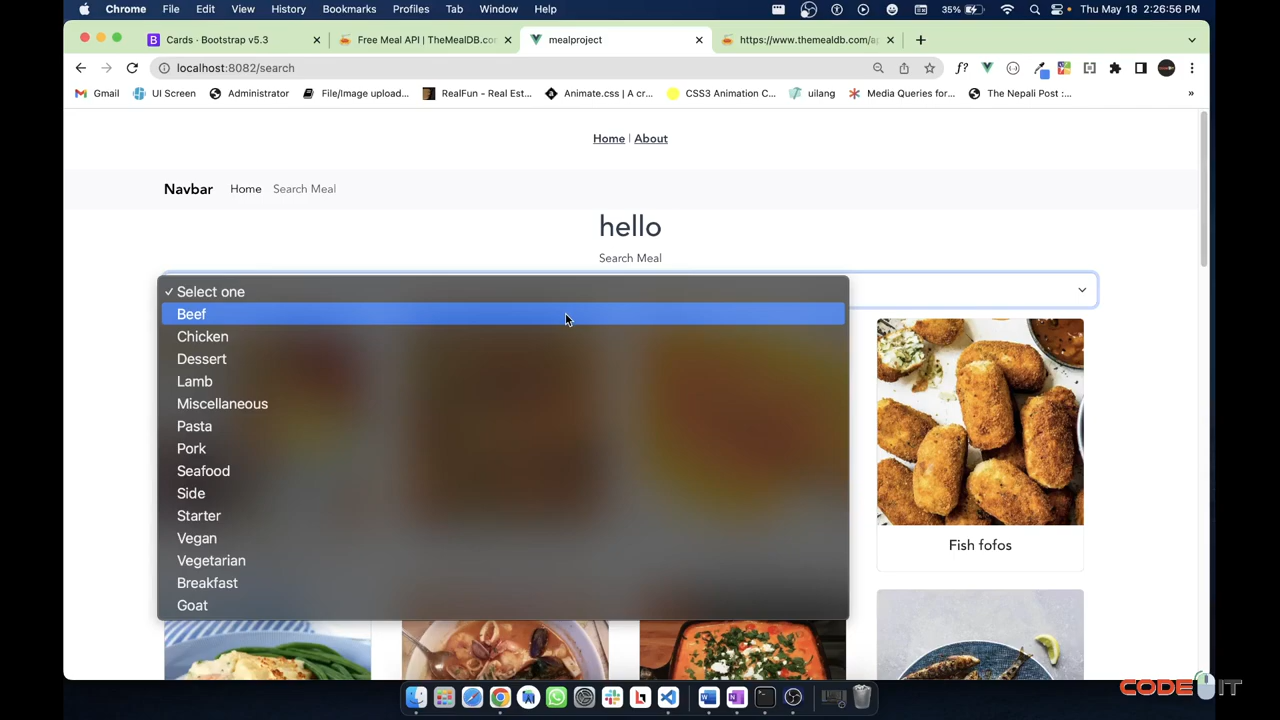 Chrome File Edit View History Bookmarks Profiles Tab Window Help 35% Thu May 18 2:26:56 PM
Cards · Bootstrap v5.3 Free Meal API | TheMealDB.co mealproject https://www.themealdb.com/a
localhost:8082/search
Gmail UI Screen Administrator File/Image upload... RealFun - Real Est... Animate.css | A cr... CSS3 Animation C... uilang Media Queries for... The Nepali Post :... »
Home | About
Navbar Home Search Meal
hello
Search Meal
✓ Select one
Beef
Chicken
Dessert
Lamb
Miscellaneous
Pasta
Pork
Seafood
Side
Starter
Vegan
Vegetarian
Breakfast
Goat
Fish fofos
CODE IT